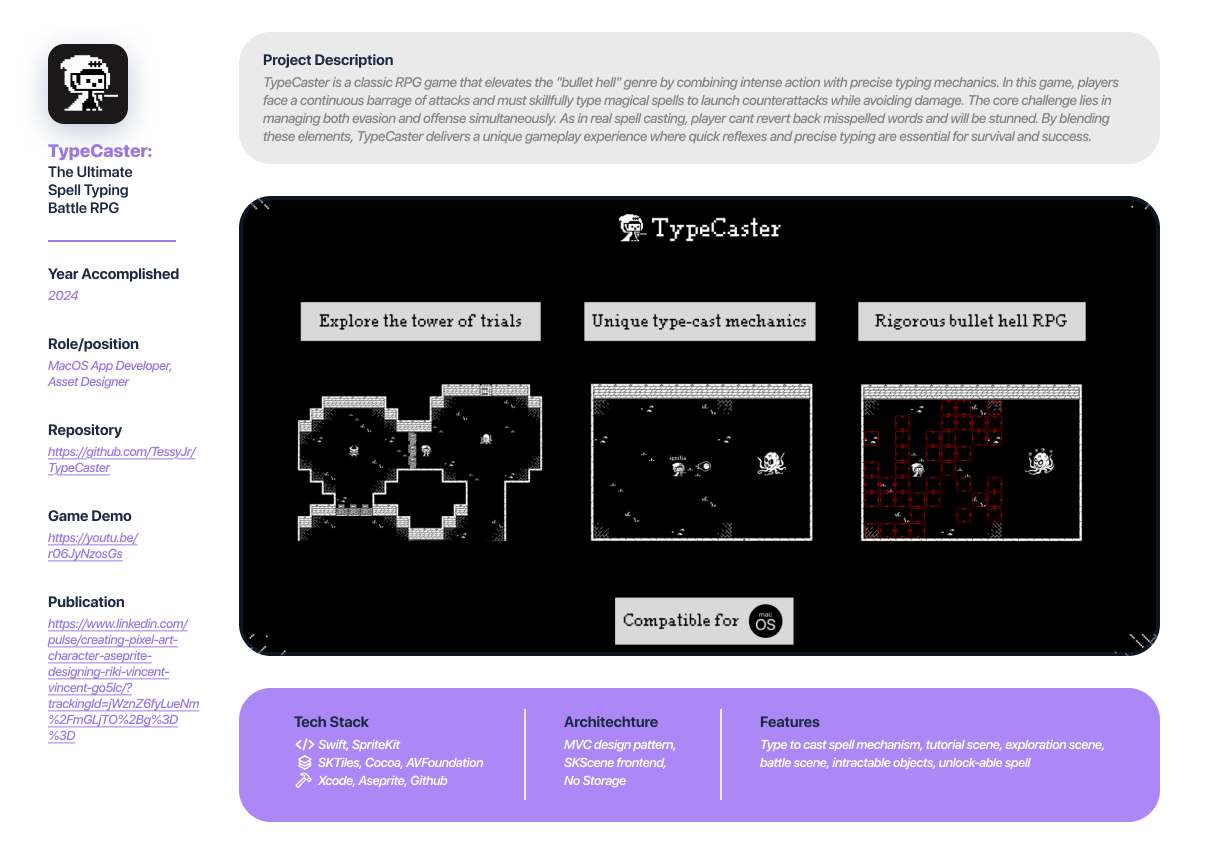 TypeCaster:
The Ultimate
Spell Typing
Battle RPG
Year Accomplished
2024
Role/position
MacOS App Developer,
Asset Designer
Repository
https://github.com/TessyJr/
TypeCaster
Game Demo
https://youtu.be/
r06JyNzosGs
Publication
https://www.linkedin.com/
pulse/creating-pixel-art-
character-aseprite-
designing-riki-vincent-
vincent-go5lc/?
trackingId=jWznZ6fyLueNm
%2FmGLjTO%2Bg%3D
%3D
Project Description
TypeCaster is a classic RPG game that elevates the "bullet hell" genre by combining intense action with precise typing mechanics. In this game, players
face a continuous barrage of attacks and must skillfully type magical spells to launch counterattacks while avoiding damage. The core challenge lies in
managing both evasion and offense simultaneously. As in real spell casting, player cant revert back misspelled words and will be stunned. By blending
these elements, TypeCaster delivers a unique gameplay experience where quick reflexes and precise typing are essential for survival and success.
TypeCaster
Explore the tower of trials
Unique type-cast mechanics
Rigorous bullet hell RPG
ignifia
Compatible for
mac
OS
Tech Stack
Swift, SpriteKit
SKTiles, Cocoa, AVFoundation
Xcode, Aseprite, Github
Architechture
MVC design pattern,
SKScene frontend,
No Storage
Features
Type to cast spell mechanism, tutorial scene, exploration scene,
battle scene, intractable objects, unlock-able spell